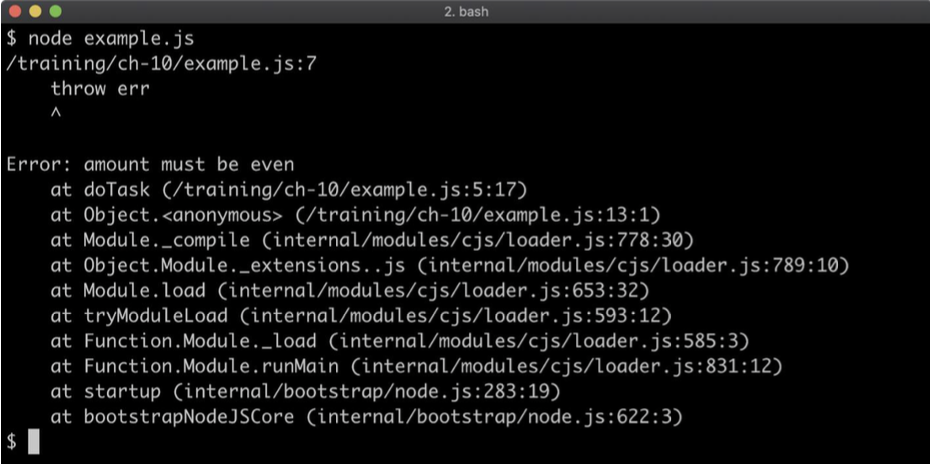 2. bash
$ node example.js
/training/ch-10/example.js:7
    throw err
    ^
Error: amount must be even
    at doTask (/training/ch-10/example.js:5:17)
    at Object.<anonymous> (/training/ch-10/example.js:13:1)
    at Module._compile (internal/modules/cjs/loader.js:778:30)
    at Object.Module._extensions..js (internal/modules/cjs/loader.js:789:10)
    at Module.load (internal/modules/cjs/loader.js:653:32)
    at tryModuleLoad (internal/modules/cjs/loader.js:593:12)
    at Function.Module._load (internal/modules/cjs/loader.js:585:3)
    at Function.Module.runMain (internal/modules/cjs/loader.js:831:12)
    at startup (internal/bootstrap/node.js:283:19)
    at bootstrapNodeJSCore (internal/bootstrap/node.js:622:3)
$